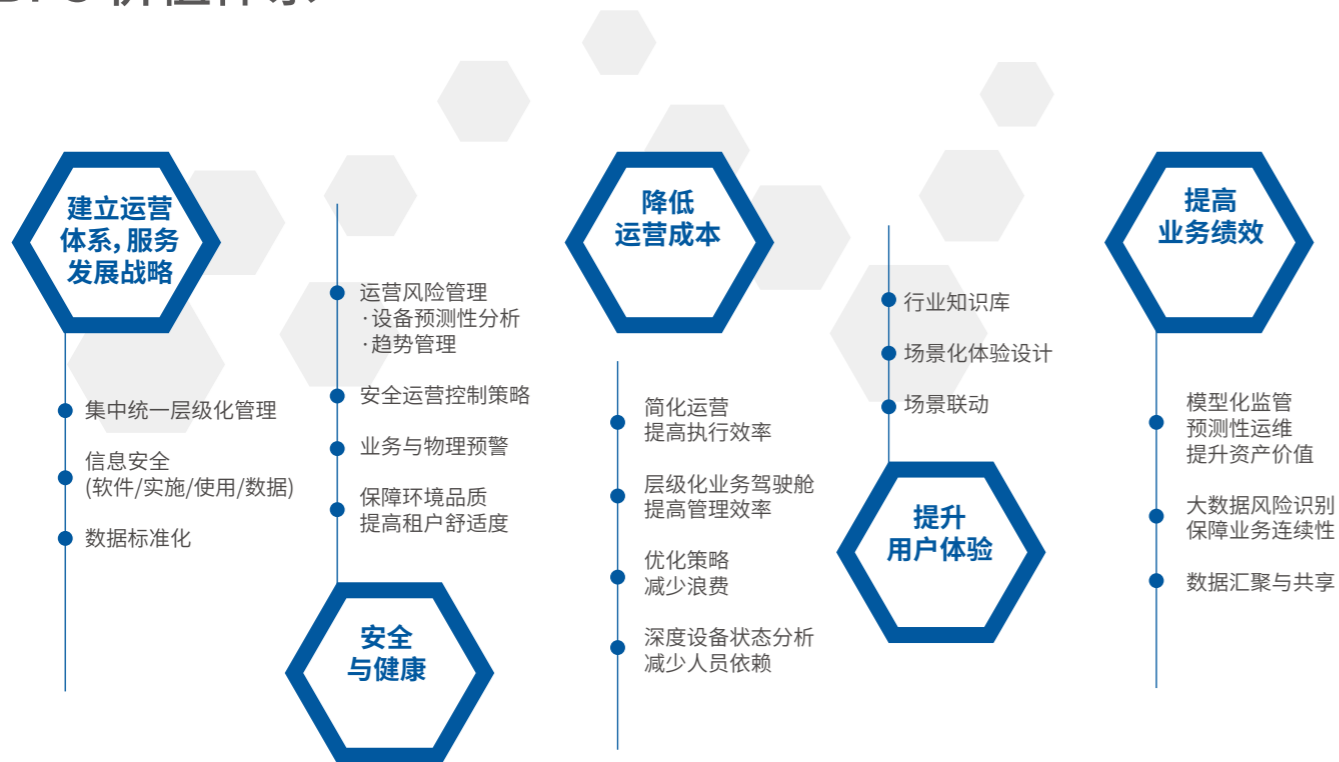 建立运营
体系,服务
发展战略
集中统一层级化管理
信息安全
(软件/实施/使用/数据)
数据标准化
运营风险管理
·设备预测性分析
·趋势管理
安全运营控制策略
业务与物理预警
保障环境品质
提高租户舒适度
安全
与健康
降低
运营成本
简化运营
提高执行效率
层级化业务驾驶舱
提高管理效率
优化策略
减少浪费
深度设备状态分析
减少人员依赖
行业知识库
场景化体验设计
场景联动
提升
用户体验
提高
业务绩效
模型化监管
预测性运维
提升资产价值
大数据风险识别
保障业务连续性
数据汇聚与共享